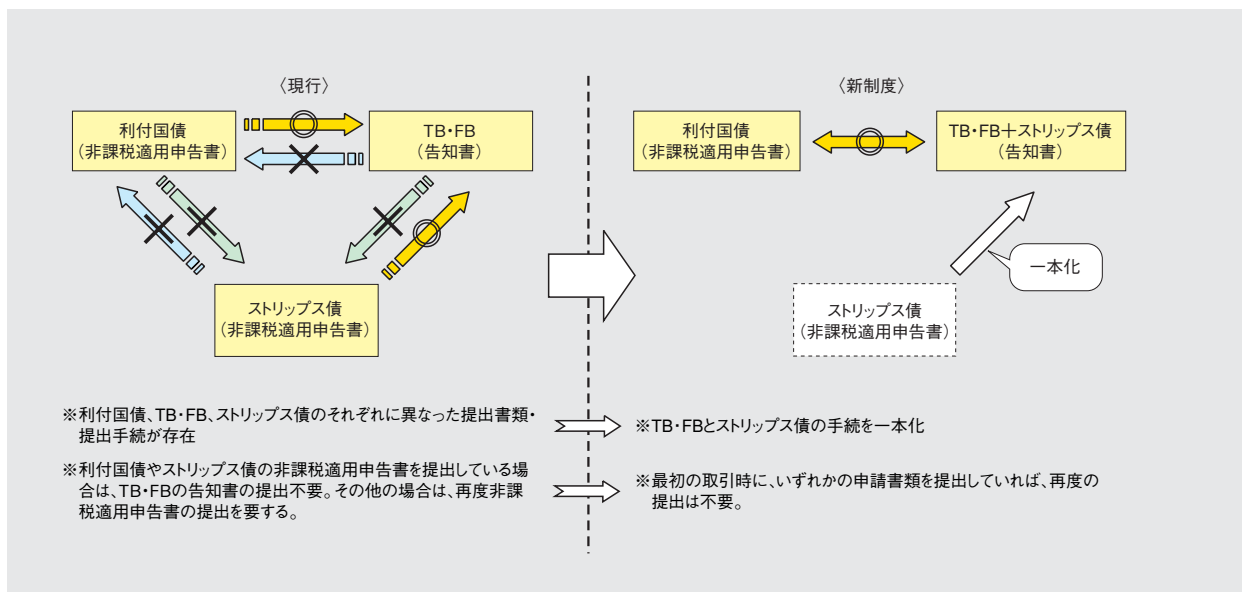 〈現行〉
利付国債
(非課税適用申告書)
TB・FB
(告知書)
ストリップス債
(非課税適用申告書)
※利付国債、TB・FB、ストリップス債のそれぞれに異なった提出書類・
提出手続が存在
※利付国債やストリップス債の非課税適用申告書を提出している場
合は、TB・FBの告知書の提出不要。その他の場合は、再度非課
税適用申告書の提出を要する。
〈新制度〉
利付国債
(非課税適用申告書)
TB・FB+ストリップス債
(告知書)
一本化
ストリップス債
(非課税適用申告書)
※TB・FBとストリップス債の手続を一本化
※最初の取引時に、いずれかの申請書類を提出していれば、再度の
提出は不要。